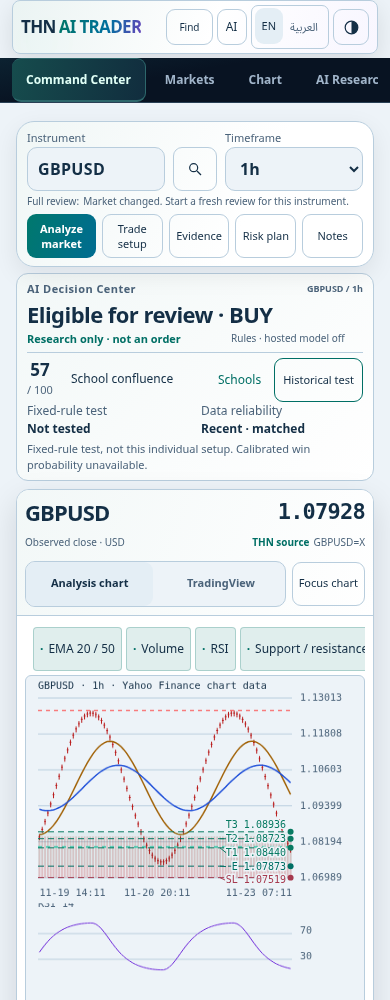 THN AI TRADER
Find
AI
EN
العربية
Command Center
Markets
Chart
AI Researc
Instrument
Timeframe
GBPUSD
1h
Full review: Market changed. Start a fresh review for this instrument.
Analyze market
Trade setup
Evidence
Risk plan
Notes
AI Decision Center
GBPUSD / 1h
Eligible for review · BUY
Research only · not an order
Rules · hosted model off
57
/ 100
School confluence
Schools
Historical test
Fixed-rule test
Data reliability
Not tested
Recent · matched
Fixed-rule test, not this individual setup. Calibrated win
probability unavailable.
GBPUSD
1.07928
Observed close · USD
THN source GBPUSD=X
Analysis chart
TradingView
Focus chart
· EMA 20 / 50
· Volume
· RSI
· Support / resistance
GBPUSD · 1h · Yahoo Finance chart data
1.13013
1.11808
1.10603
1.09399
T3 1.08936
T2 1.08723
1.08194
T1 1.08440
E 1.07873
SL 1.07519
1.06989
11-19 14:11
11-20 20:11
11-23 07:11
RSI 14
70
30